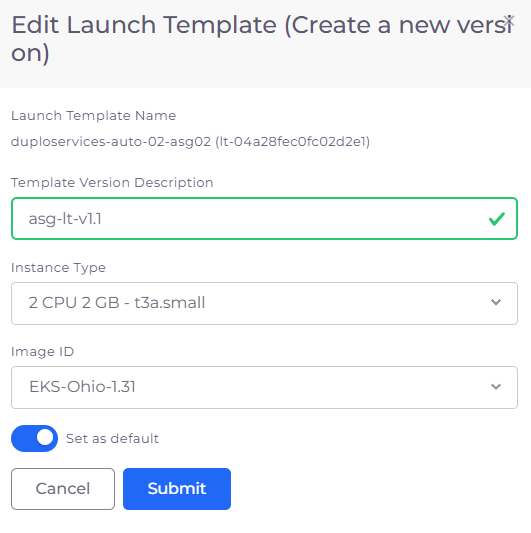 Edit Launch Template (Create a new versi
on)
Launch Template Name
duploservices-auto-02-asg02 (lt-04a28fec0fc02d2e1)
Template Version Description
asg-lt-v1.1
Instance Type
2 CPU 2 GB - t3a.small
Image ID
EKS-Ohio-1.31
Set as default
Cancel
Submit